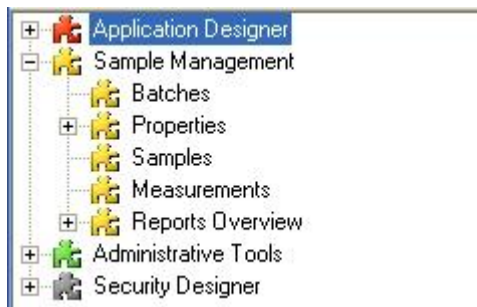 Application Designer
Sample Management
Batches
Properties
Samples
Measurements
Reports Overview
Administrative Tools
Security Designer